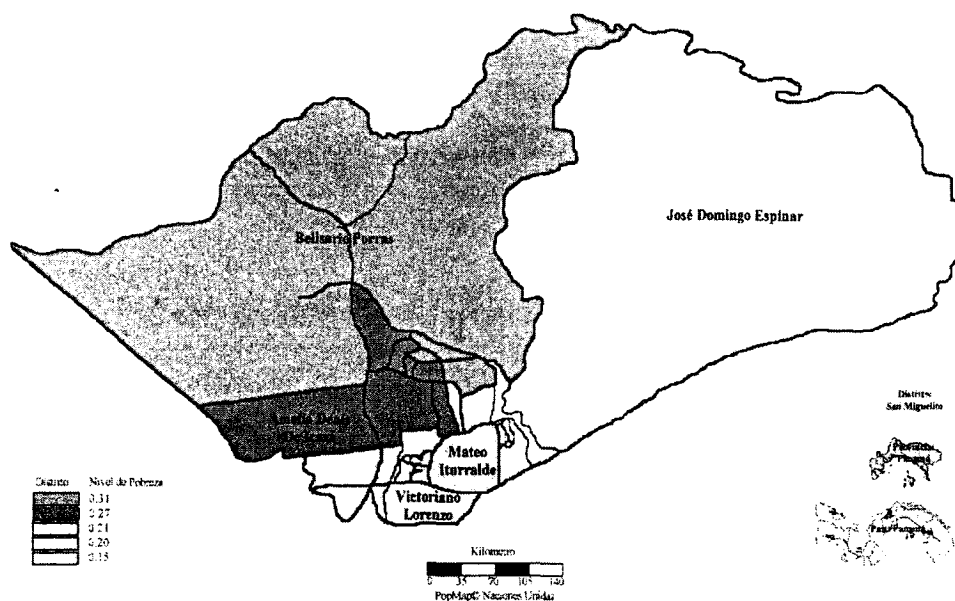 José Domingo Espinar
Belisario Porras
Mateo
Iturralde
Victoriano
Lorenzo
Distrito
San Miguelito
Panamá
Distrito Nivel de Pobreza
0.31
0.27
0.21
0.20
0.15
Kilometro
0 35 70 105 140
PopMap© Naciones Unidas